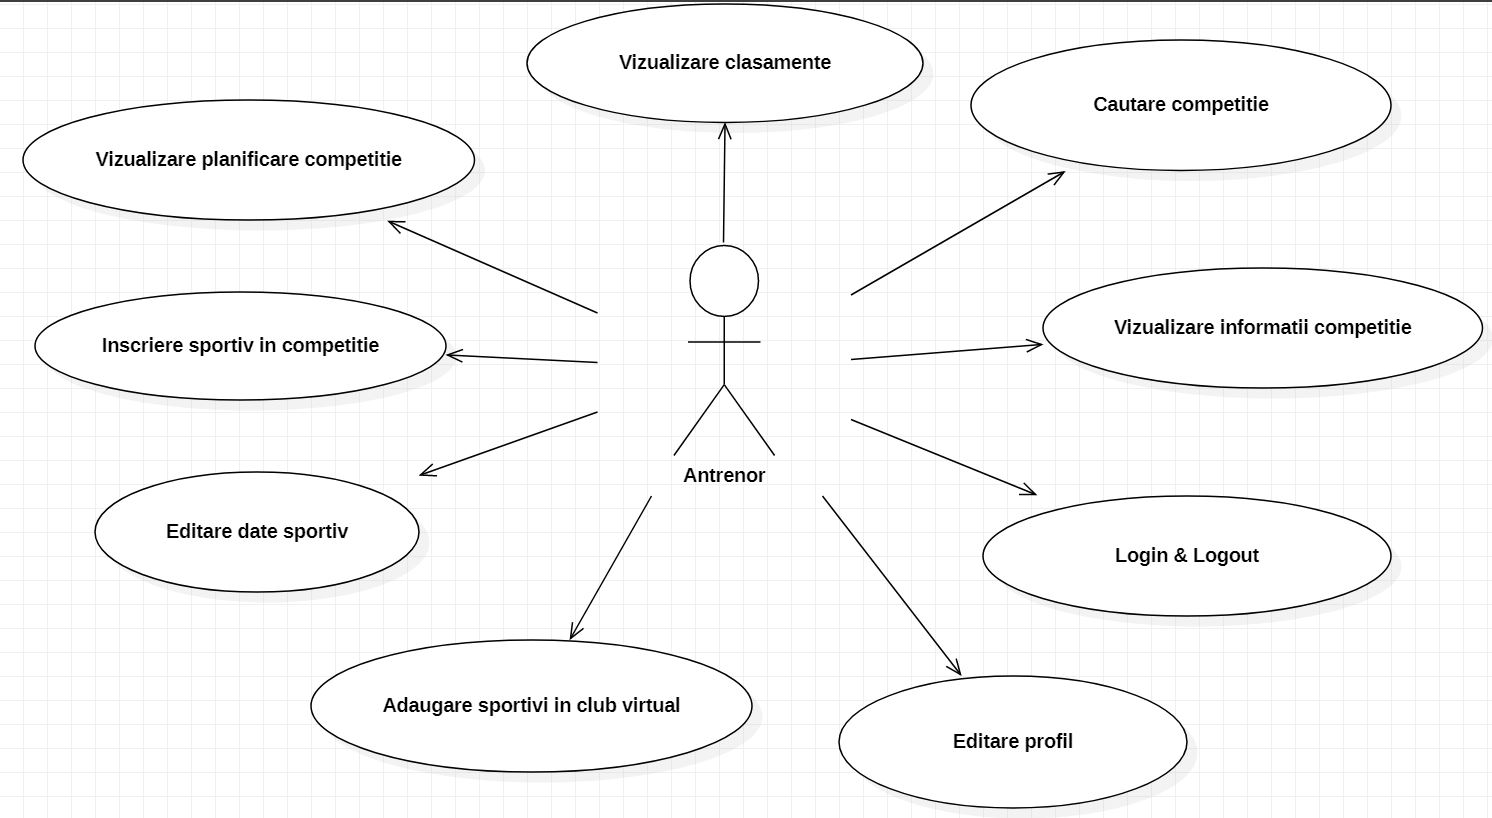 Vizualizare clasamente
Cautare competitie
Vizualizare planificare competitie
Vizualizare informatii competitie
Inscriere sportiv in competitie
Antrenor
Editare date sportiv
Login & Logout
Adaugare sportivi in club virtual
Editare profil